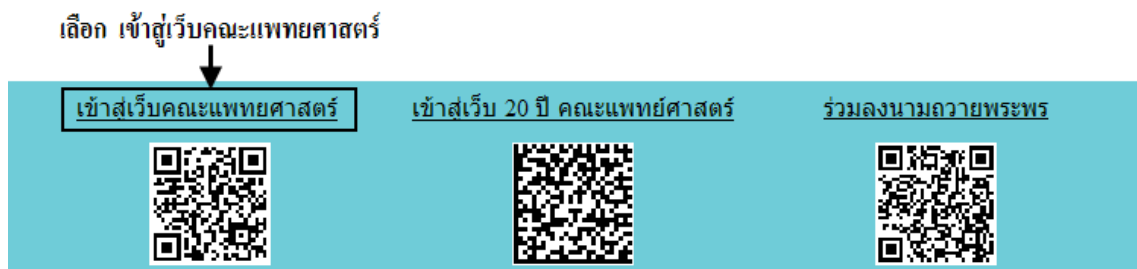 เลือก เข้าสู่เว็บคณะแพทยศาสตร์
เข้าสู่เว็บคณะแพทยศาสตร์ เข้าสู่เว็บ 20 ปี คณะแพทย์ศาสตร์ ร่วมลงนามถวายพระพร